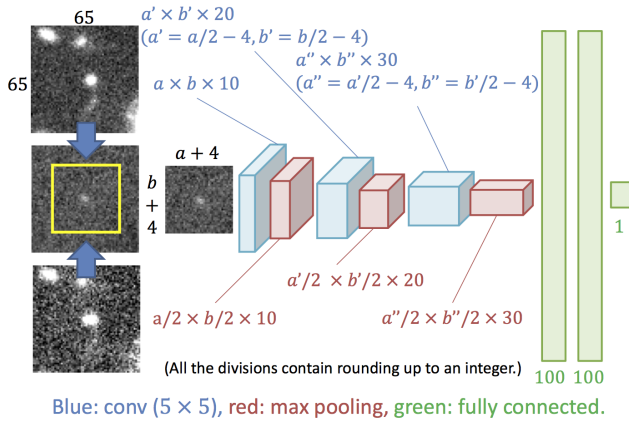 65
65
a' × b' × 20
(a' = a/2 − 4, b' = b/2 − 4)
a'' × b'' × 30
(a'' = a'/2 − 4, b'' = b'/2 − 4)
a × b × 10
a + 4
b
+
4
1
a'/2 × b'/2 × 20
a/2 × b/2 × 10
a''/2 × b''/2 × 30
(All the divisions contain rounding up to an integer.)
100 100
Blue: conv (5 × 5), red: max pooling, green: fully connected.